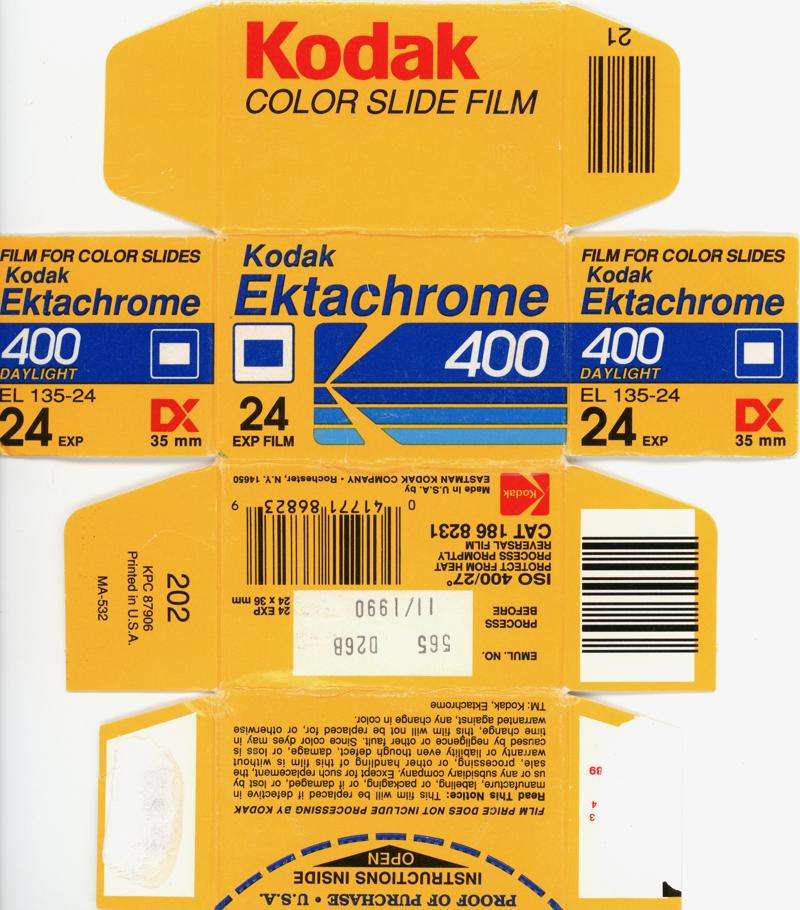 Kodak
COLOR SLIDE FILM
21
FILM FOR COLOR SLIDES
Kodak
Ektachrome
400
DAYLIGHT
EL 135-24
24 EXP
DX
35 mm
Kodak
Ektachrome
400
24
EXP FILM
FILM FOR COLOR SLIDES
Kodak
Ektachrome
400
DAYLIGHT
EL 135-24
24 EXP
DX
35 mm
202
KPC 87906
Printed in U.S.A.
MA-532
EMUL. NO. 565 D26B
PROCESS
BEFORE 11/1990
24 EXP
24 x 36 mm
ISO 400/27°
PROTECT FROM HEAT
PROCESS PROMPTLY
REVERSAL FILM
CAT 186 8231
0 41771 86823 9
Kodak
Made in U.S.A. by
EASTMAN KODAK COMPANY • Rochester, N.Y. 14650
PROOF OF PURCHASE • U.S.A.
INSTRUCTIONS INSIDE
OPEN
FILM PRICE DOES NOT INCLUDE PROCESSING BY KODAK
Read This Notice: This film will be replaced if defective in
manufacture, labeling, or packaging, or if damaged, or lost by
us or any subsidiary company. Except for such replacement, the
sale, processing, or other handling of this film is without
warranty or liability even though defect, damage, or loss is
caused by negligence or other fault. Since color dyes may in
time change, this film will not be replaced for, or otherwise
warranted against, any change in color.
TM: Kodak, Ektachrome
3
4
89